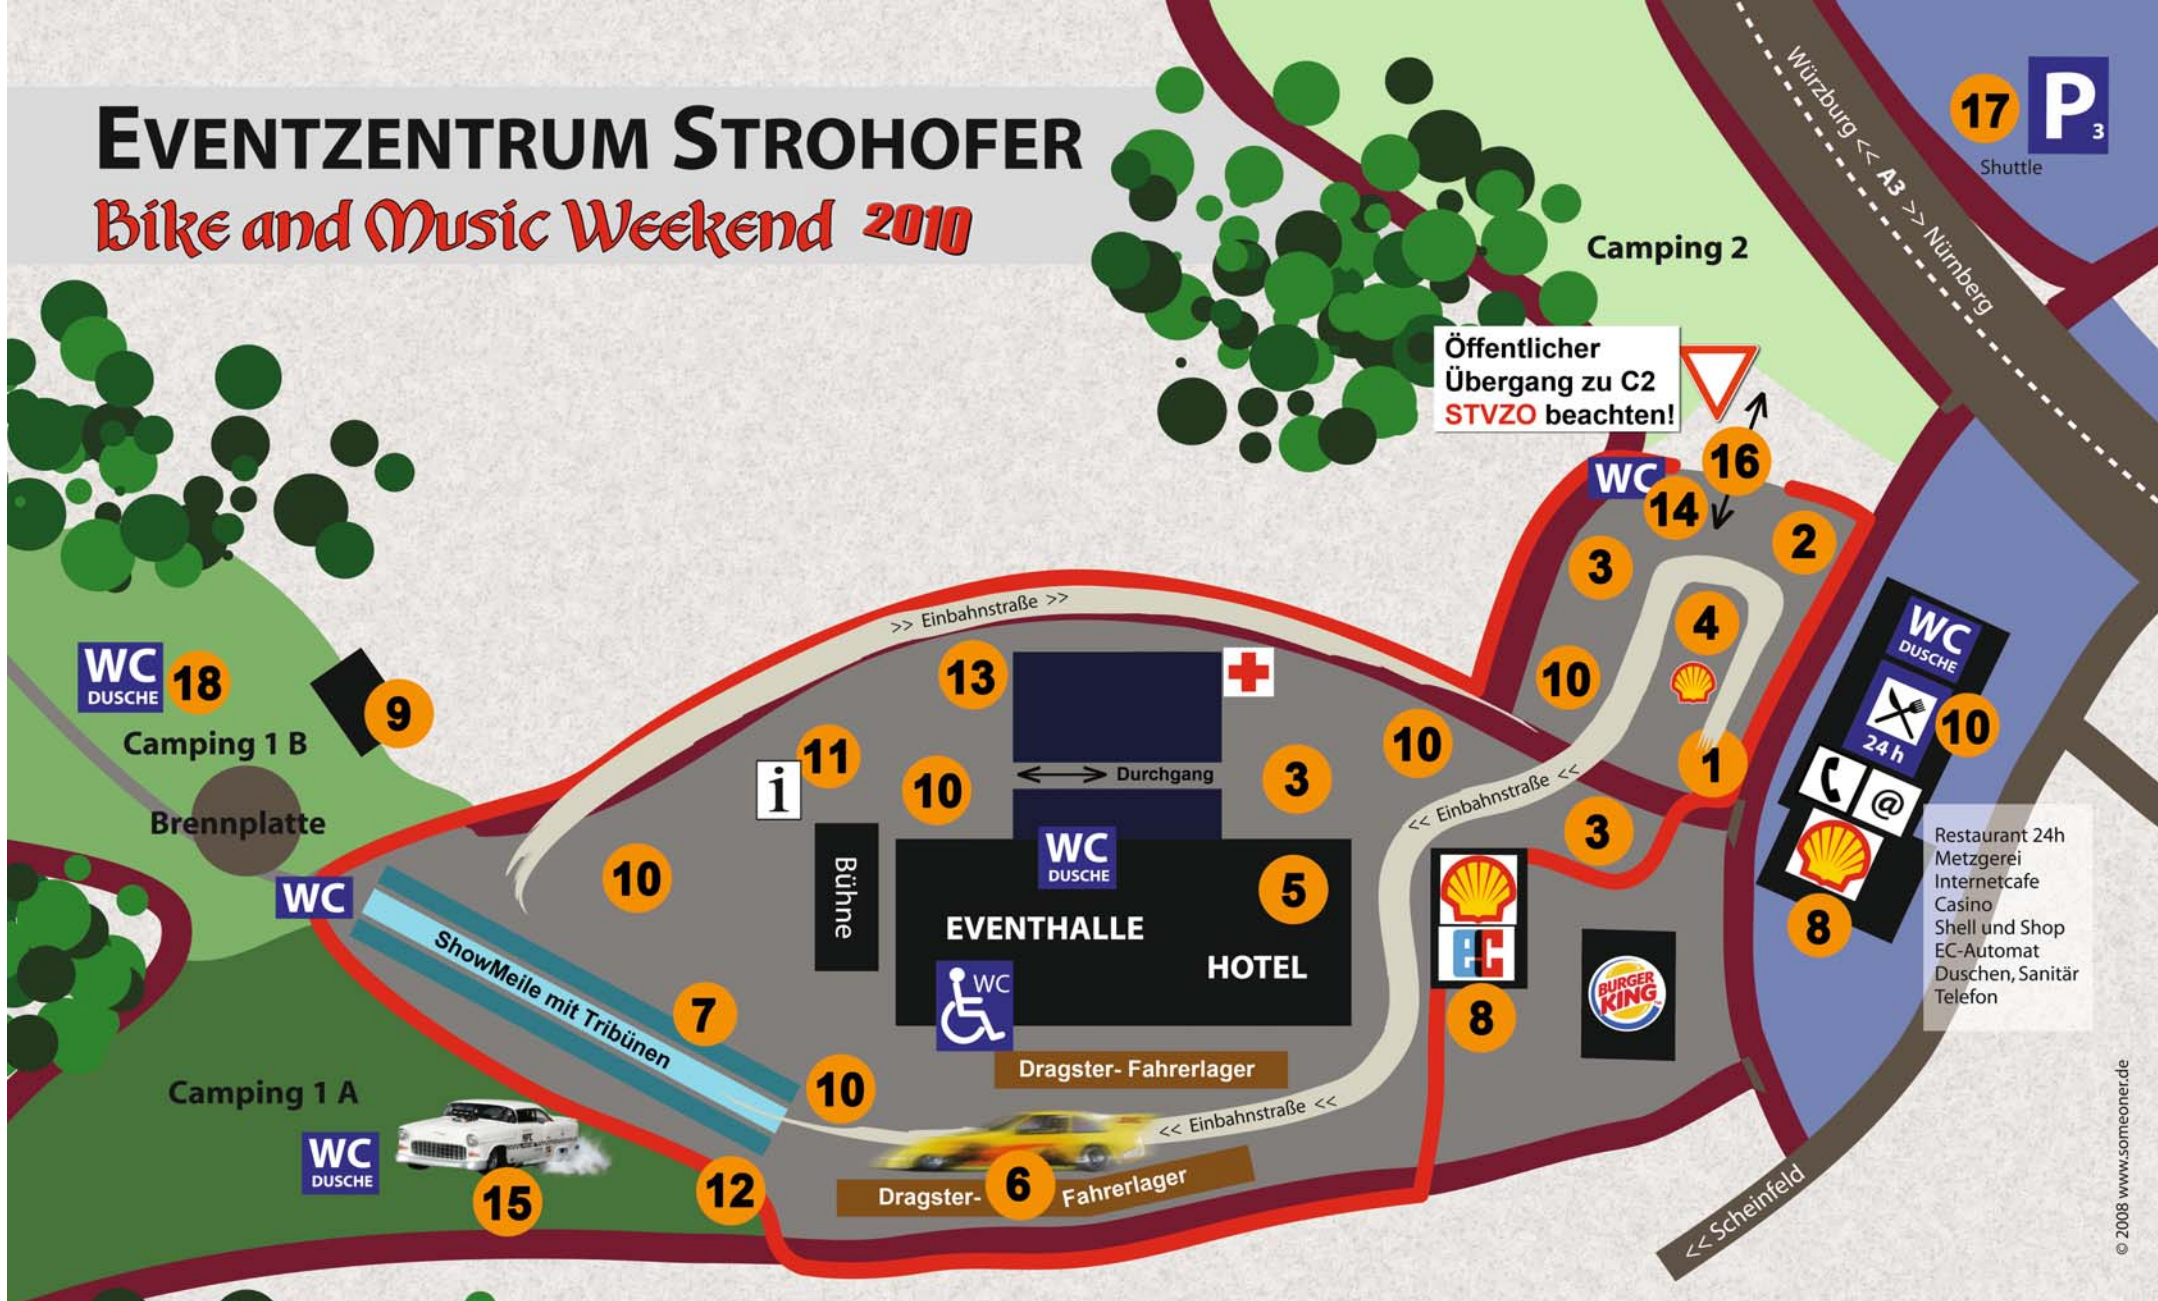 EVENTZENTRUM STROHOFER
Bike and Music Weekend 2010
Würzburg << A3 >> Nürnberg
17
P
3
Shuttle
Camping 2
Öffentlicher
Übergang zu C2
STVZO beachten!
16
WC
14
2
3
4
10
1
>> Einbahnstraße >>
WC
DUSCHE
18
9
Camping 1 B
Brennplatte
13
11
i
10
Durchgang
3
10
<< Einbahnstraße <<
3
WC
DUSCHE
24 h
10
@
8
Restaurant 24h
Metzgerei
Internetcafe
Casino
Shell und Shop
EC-Automat
Duschen, Sanitär
Telefon
WC
10
Bühne
WC
DUSCHE
5
EVENTHALLE
HOTEL
WC
ec
8
BURGER
KING
ShowMeile mit Tribünen
7
10
Dragster- Fahrerlager
<< Einbahnstraße <<
Camping 1 A
WC
DUSCHE
15
12
Dragster- 6 Fahrerlager
<< Scheinfeld
© 2008 www.someoner.de